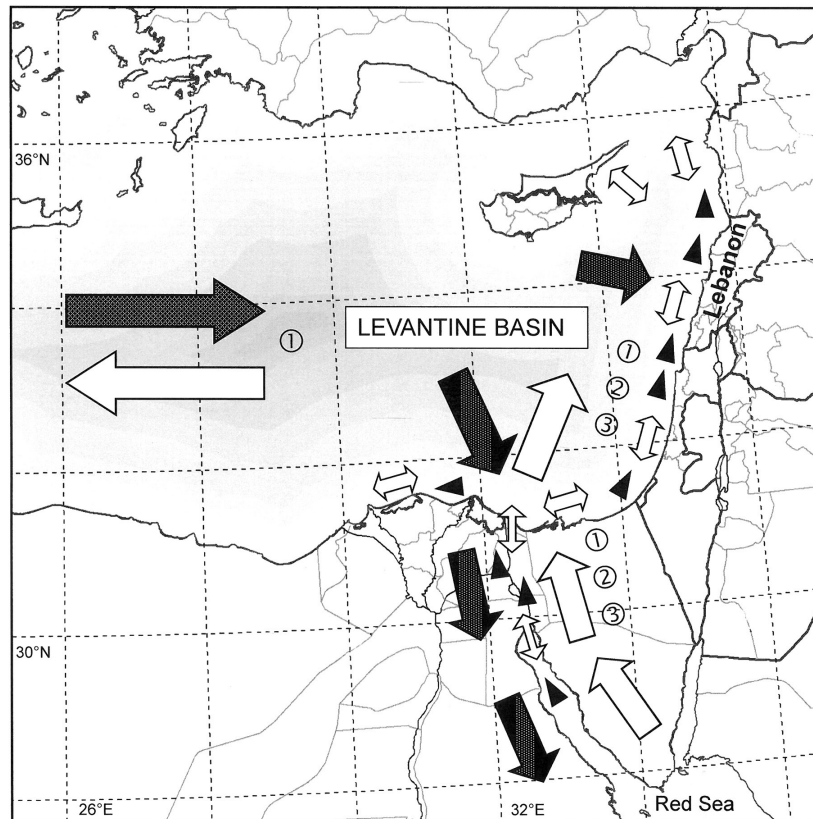 36°N
Lebanon
①
LEVANTINE BASIN
①
②
③
①
②
③
30°N
26°E
32°E
Red Sea